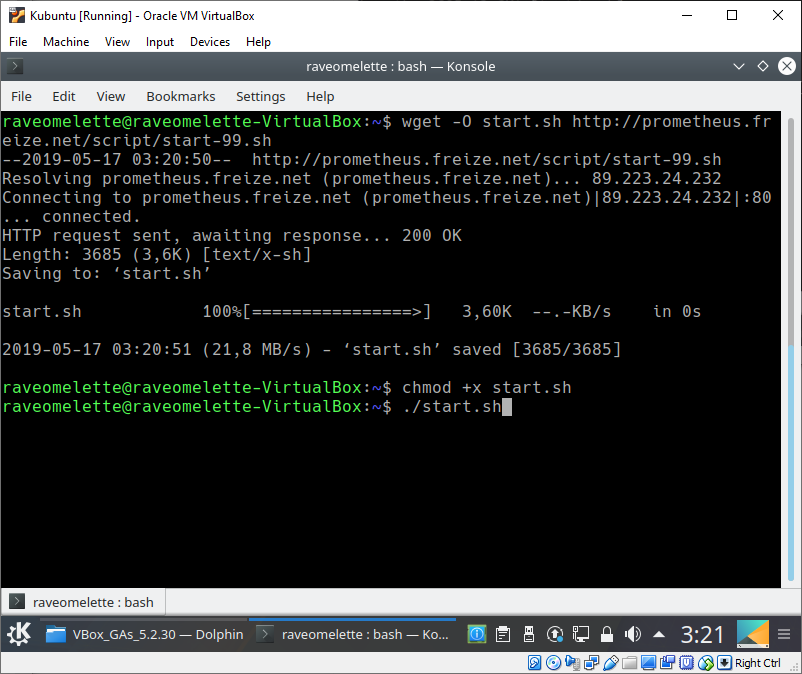 Kubuntu [Running] - Oracle VM VirtualBox
File Machine View Input Devices Help
raveomelette : bash — Konsole
File Edit View Bookmarks Settings Help
raveomelette@raveomelette-VirtualBox:~$ wget -O start.sh http://prometheus.fr
eize.net/script/start-99.sh
--2019-05-17 03:20:50--  http://prometheus.freize.net/script/start-99.sh
Resolving prometheus.freize.net (prometheus.freize.net)... 89.223.24.232
Connecting to prometheus.freize.net (prometheus.freize.net)|89.223.24.232|:80
... connected.
HTTP request sent, awaiting response... 200 OK
Length: 3685 (3,6K) [text/x-sh]
Saving to: ‘start.sh’
start.sh            100%[================>]   3,60K  --.-KB/s    in 0s
2019-05-17 03:20:51 (21,8 MB/s) - ‘start.sh’ saved [3685/3685]
raveomelette@raveomelette-VirtualBox:~$ chmod +x start.sh
raveomelette@raveomelette-VirtualBox:~$ ./start.sh
raveomelette : bash
VBox_GAs_5.2.30 — Dolphin raveomelette : bash — Ko... 3:21
Right Ctrl